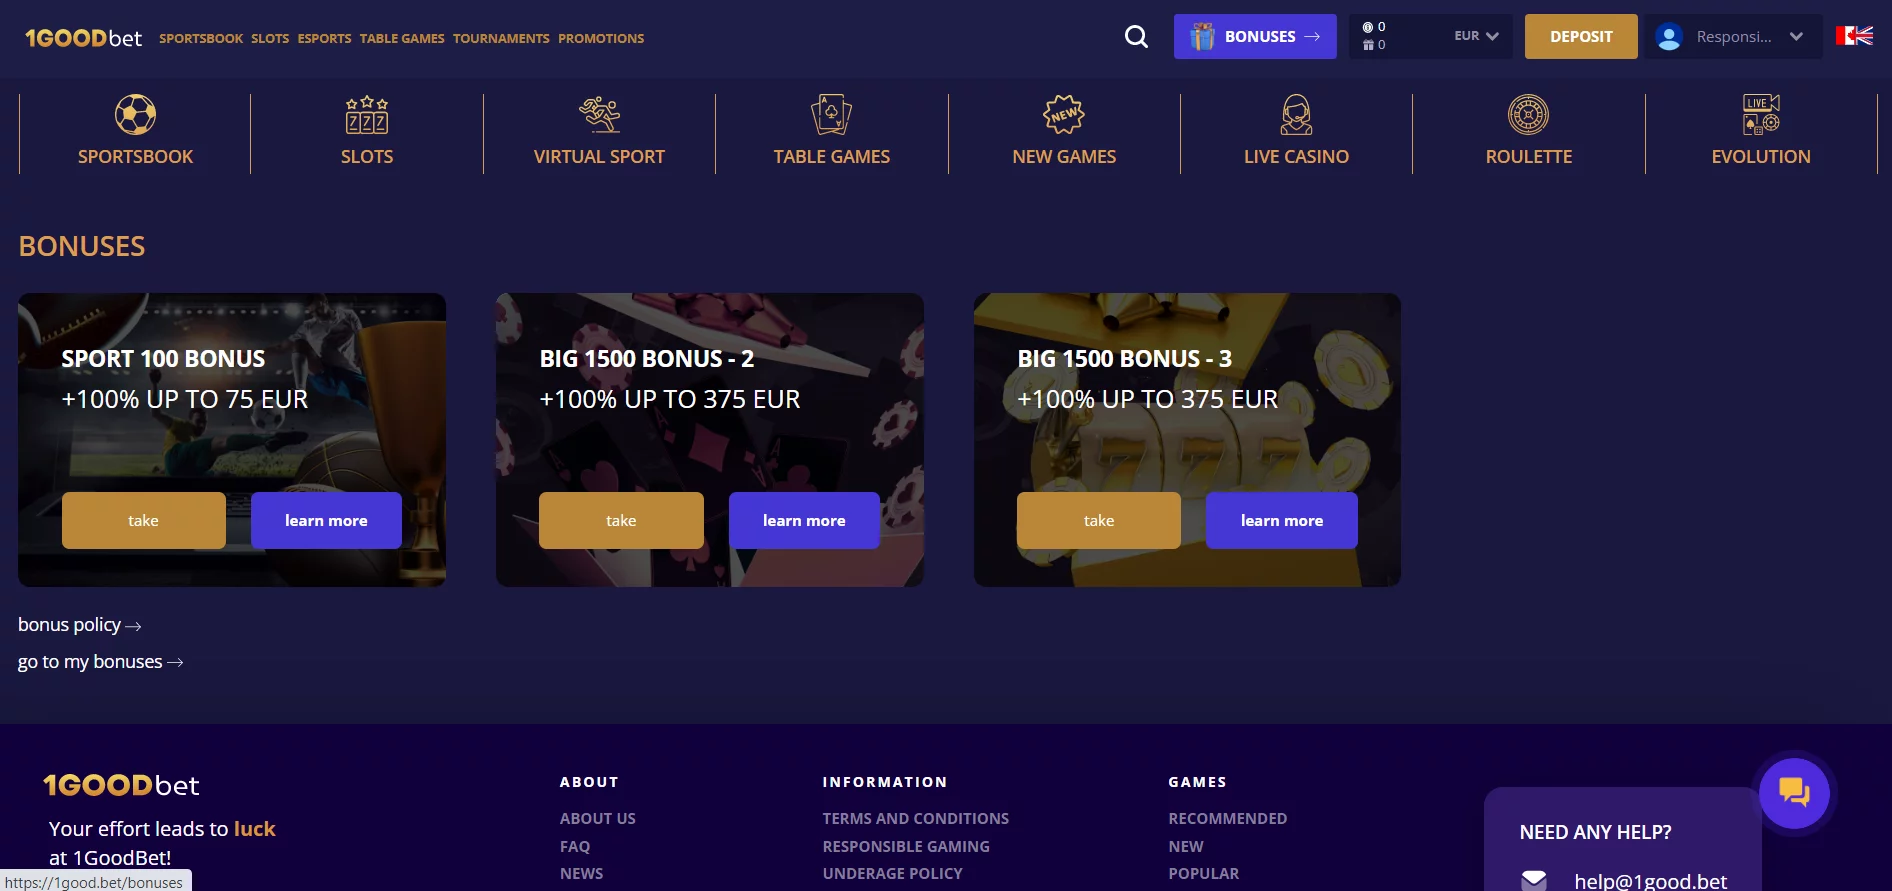 1GOODbet SPORTSBOOK SLOTS ESPORTS TABLE GAMES TOURNAMENTS PROMOTIONS
BONUSES → 0 0 EUR DEPOSIT Responsi...
SPORTSBOOK SLOTS VIRTUAL SPORT TABLE GAMES NEW GAMES LIVE CASINO ROULETTE EVOLUTION
BONUSES
SPORT 100 BONUS
+100% UP TO 75 EUR
take learn more
BIG 1500 BONUS - 2
+100% UP TO 375 EUR
take learn more
BIG 1500 BONUS - 3
+100% UP TO 375 EUR
take learn more
bonus policy →
go to my bonuses →
1GOODbet
Your effort leads to luck
at 1GoodBet!
ABOUT
ABOUT US
FAQ
NEWS
INFORMATION
TERMS AND CONDITIONS
RESPONSIBLE GAMING
UNDERAGE POLICY
GAMES
RECOMMENDED
NEW
POPULAR
NEED ANY HELP?
help@1good.bet
https://1good.bet/bonuses